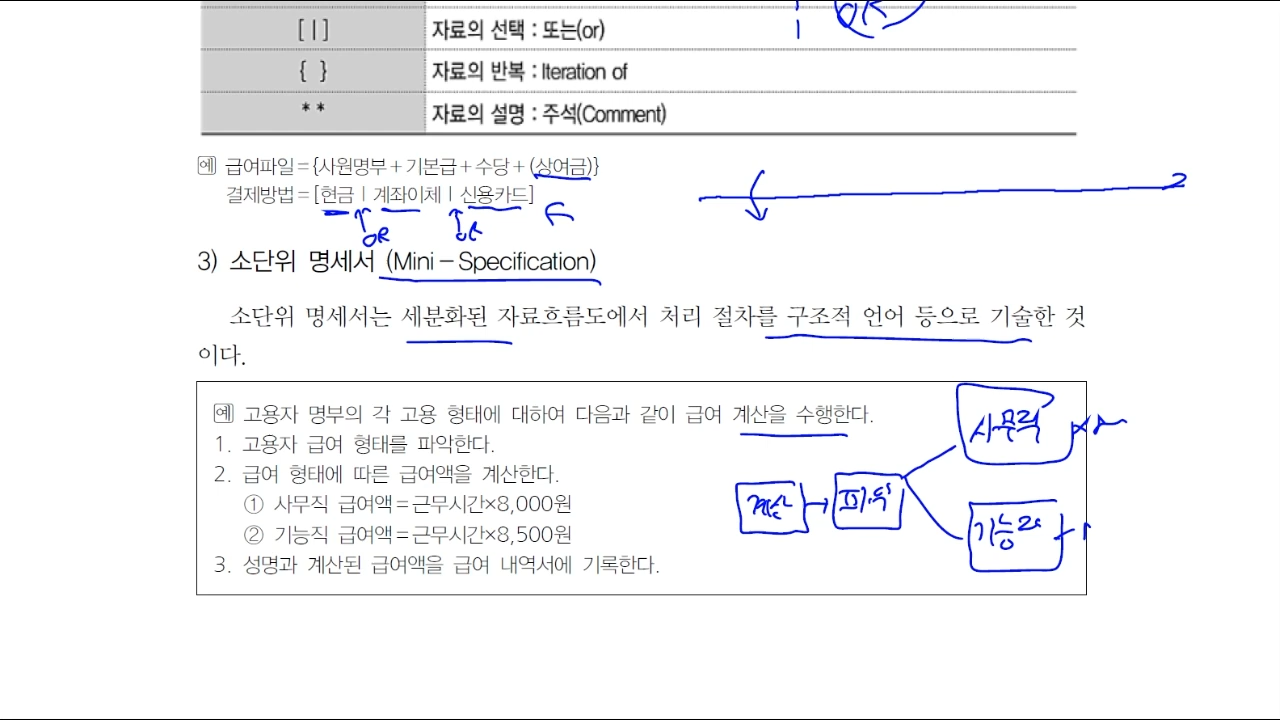 OR
[ | ] 자료의 선택 : 또는(or)
{ } 자료의 반복 : Iteration of
* * 자료의 설명 : 주석(Comment)
예 급여파일={사원명부+기본급+수당+(상여금)}
결제방법=[현금 | 계좌이체 | 신용카드]
OR OR
3) 소단위 명세서 (Mini-Specification)
소단위 명세서는 세분화된 자료흐름도에서 처리 절차를 구조적 언어 등으로 기술한 것
이다.
예 고용자 명부의 각 고용 형태에 대하여 다음과 같이 급여 계산을 수행한다.
1. 고용자 급여 형태를 파악한다.
2. 급여 형태에 따른 급여액을 계산한다.
① 사무직 급여액=근무시간×8,000원
② 기능직 급여액=근무시간×8,500원
3. 성명과 계산된 급여액을 급여 내역서에 기록한다.
사무직
계산 파악
기능직